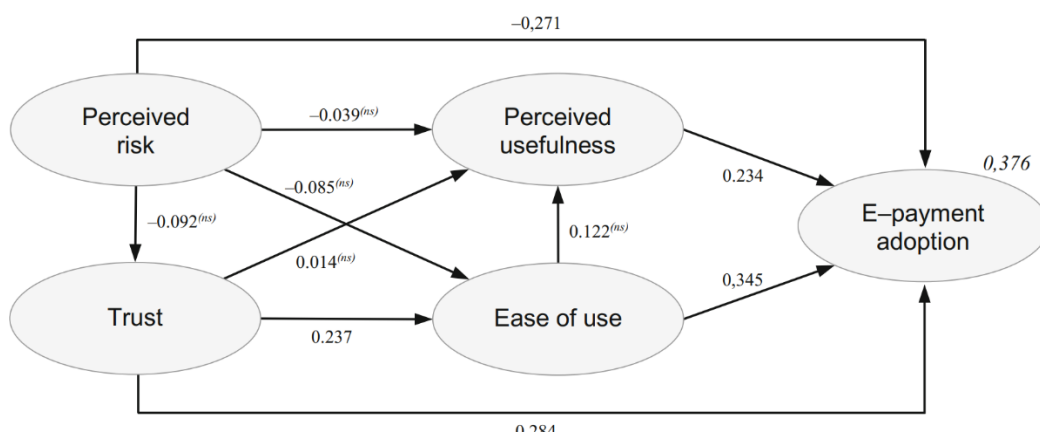 –0,271
Perceived
risk
–0.039(ns)
Perceived
usefulness
0,376
–0.085(ns)
0.234
–0.092(ns)
0.122(ns)
E–payment
adoption
0.014(ns)
0,345
Trust
0.237
Ease of use
0.284